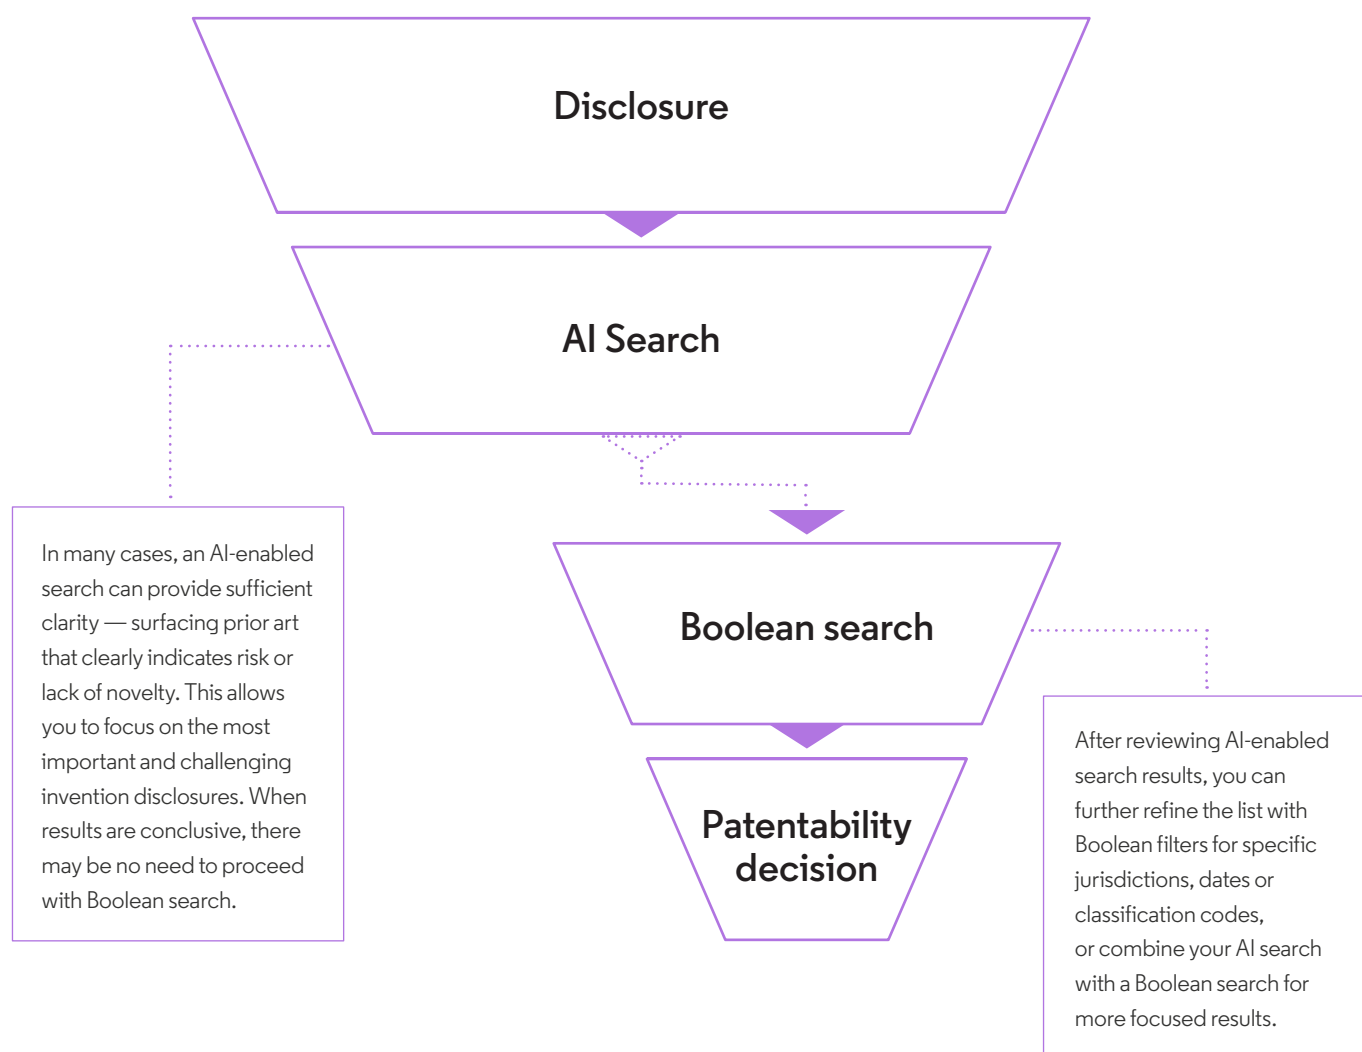 Disclosure
AI Search
In many cases, an AI-enabled
search can provide sufficient
clarity — surfacing prior art
that clearly indicates risk or
lack of novelty. This allows
you to focus on the most
important and challenging
invention disclosures. When
results are conclusive, there
may be no need to proceed
with Boolean search.
Boolean search
Patentability
decision
After reviewing AI-enabled
search results, you can
further refine the list with
Boolean filters for specific
jurisdictions, dates or
classification codes,
or combine your AI search
with a Boolean search for
more focused results.